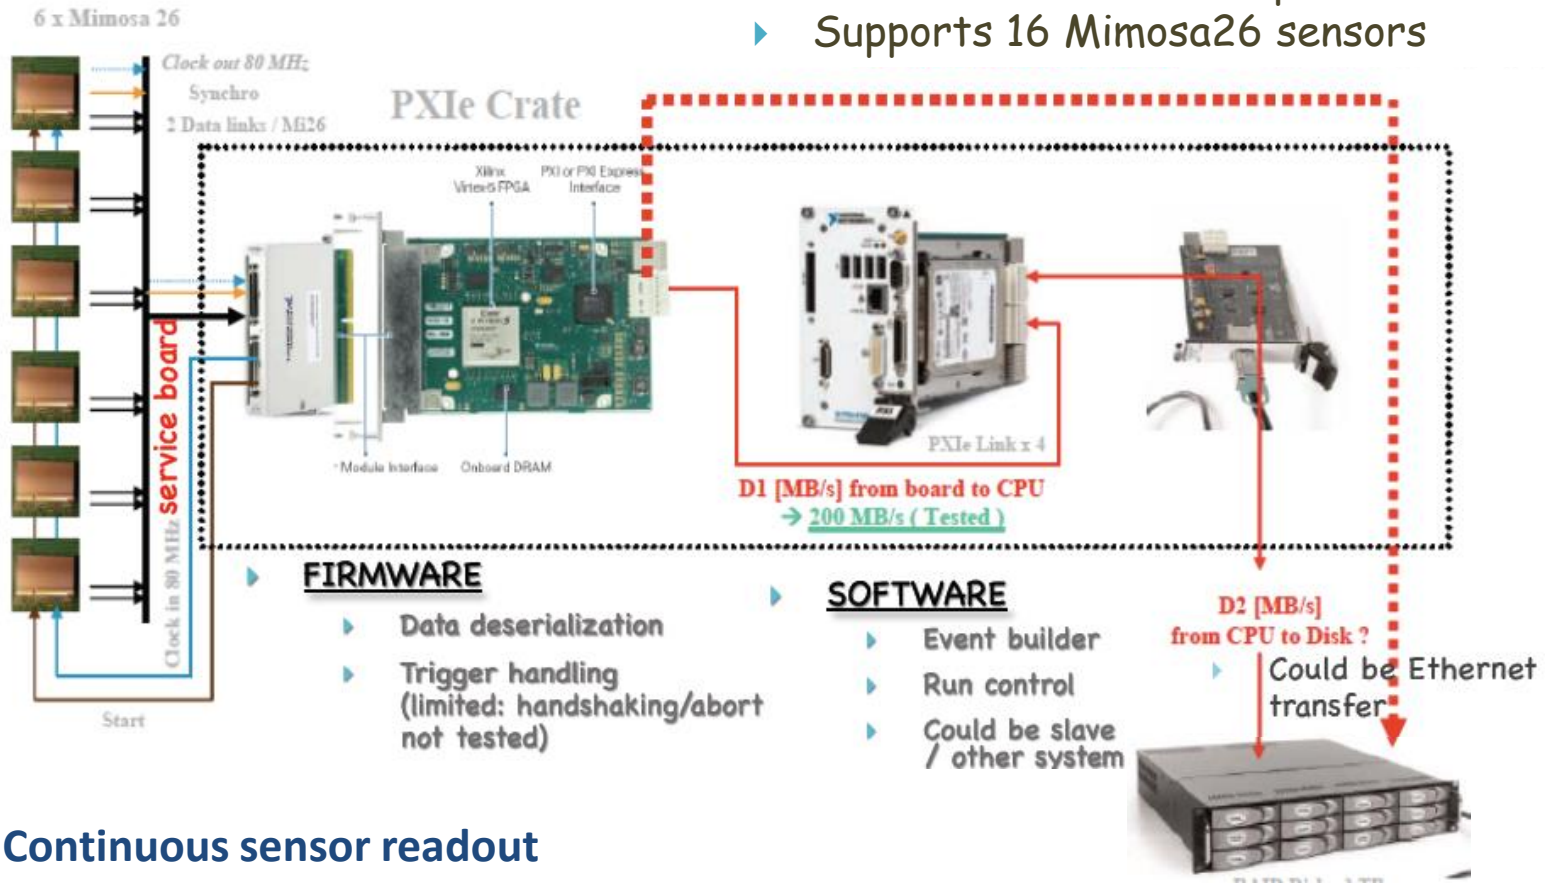 6 x Mimosa 26
Supports 16 Mimosa26 sensors
Clock out 80 MHz
Synchro
2 Data links / Mi26
PXIe Crate
Xilinx
Virtex5 FPGA
PXI or PXI Express
Interface
service board
Clock in 80 MHz
Start
Module Interface
Onboard DRAM
PXIe Link x 4
D1 [MB/s] from board to CPU
→ 200 MB/s ( Tested )
FIRMWARE
Data deserialization
Trigger handling
(limited: handshaking/abort
not tested)
SOFTWARE
Event builder
Run control
Could be slave
/ other system
D2 [MB/s]
from CPU to Disk ?
Could be Ethernet
transfer
Continuous sensor readout